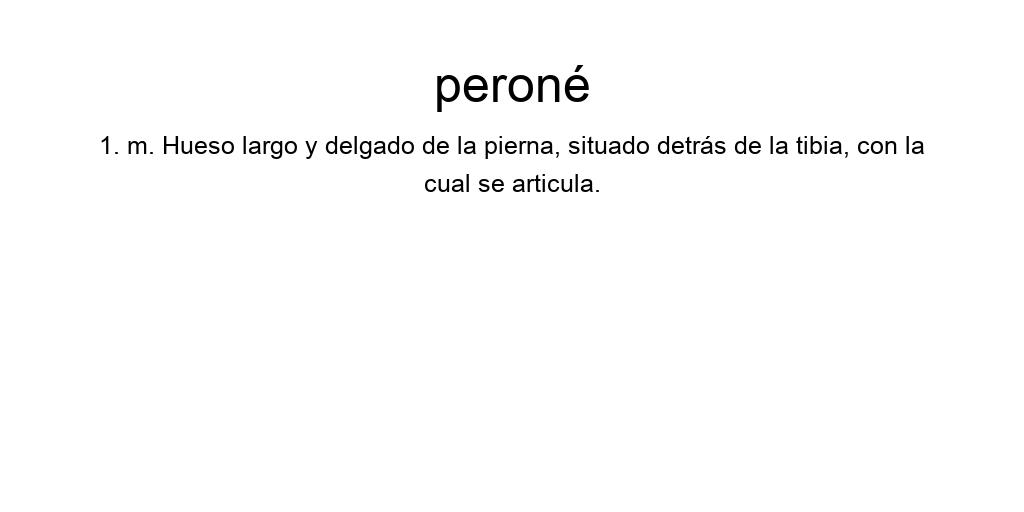 peroné
1. m. Hueso largo y delgado de la pierna, situado detrás de la tibia, con la
cual se articula.